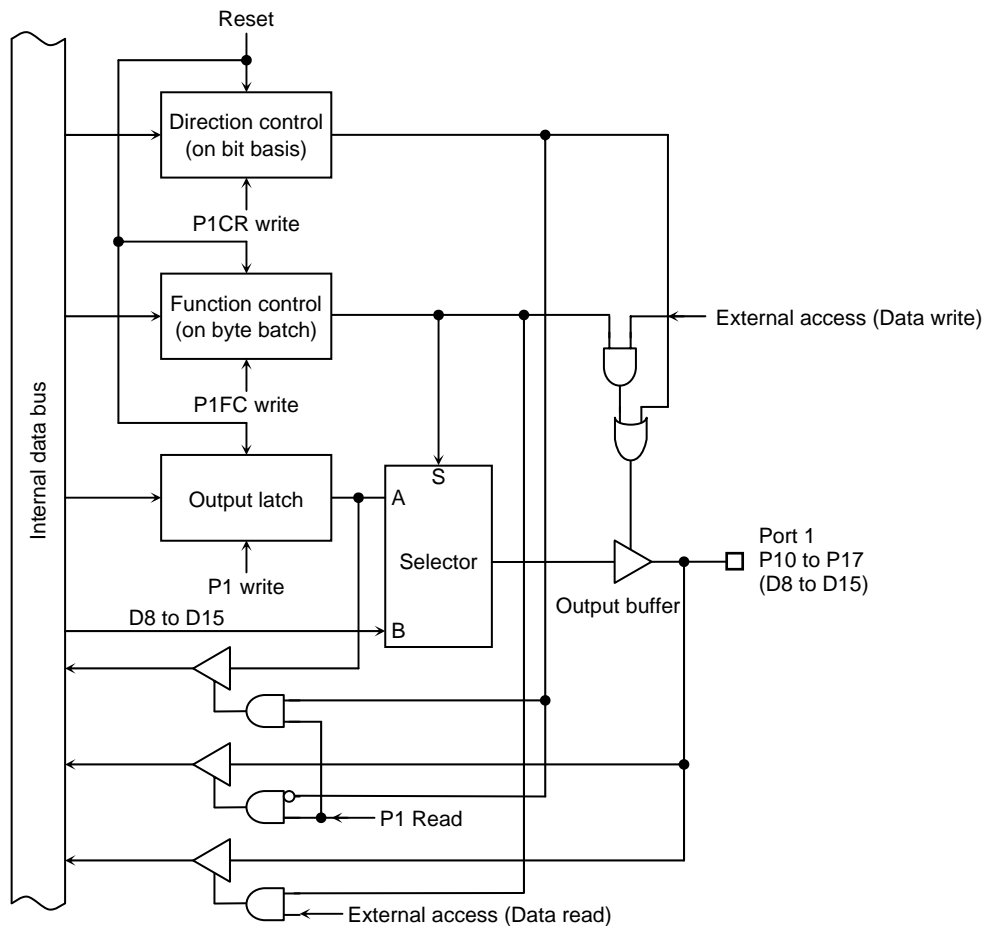 Reset
Direction control
(on bit basis)
P1CR write
Function control
(on byte batch)
External access (Data write)
P1FC write
Internal data bus
S
Output latch
A
Selector
Port 1
P10 to P17
(D8 to D15)
P1 write
Output buffer
D8 to D15
B
P1 Read
External access (Data read)